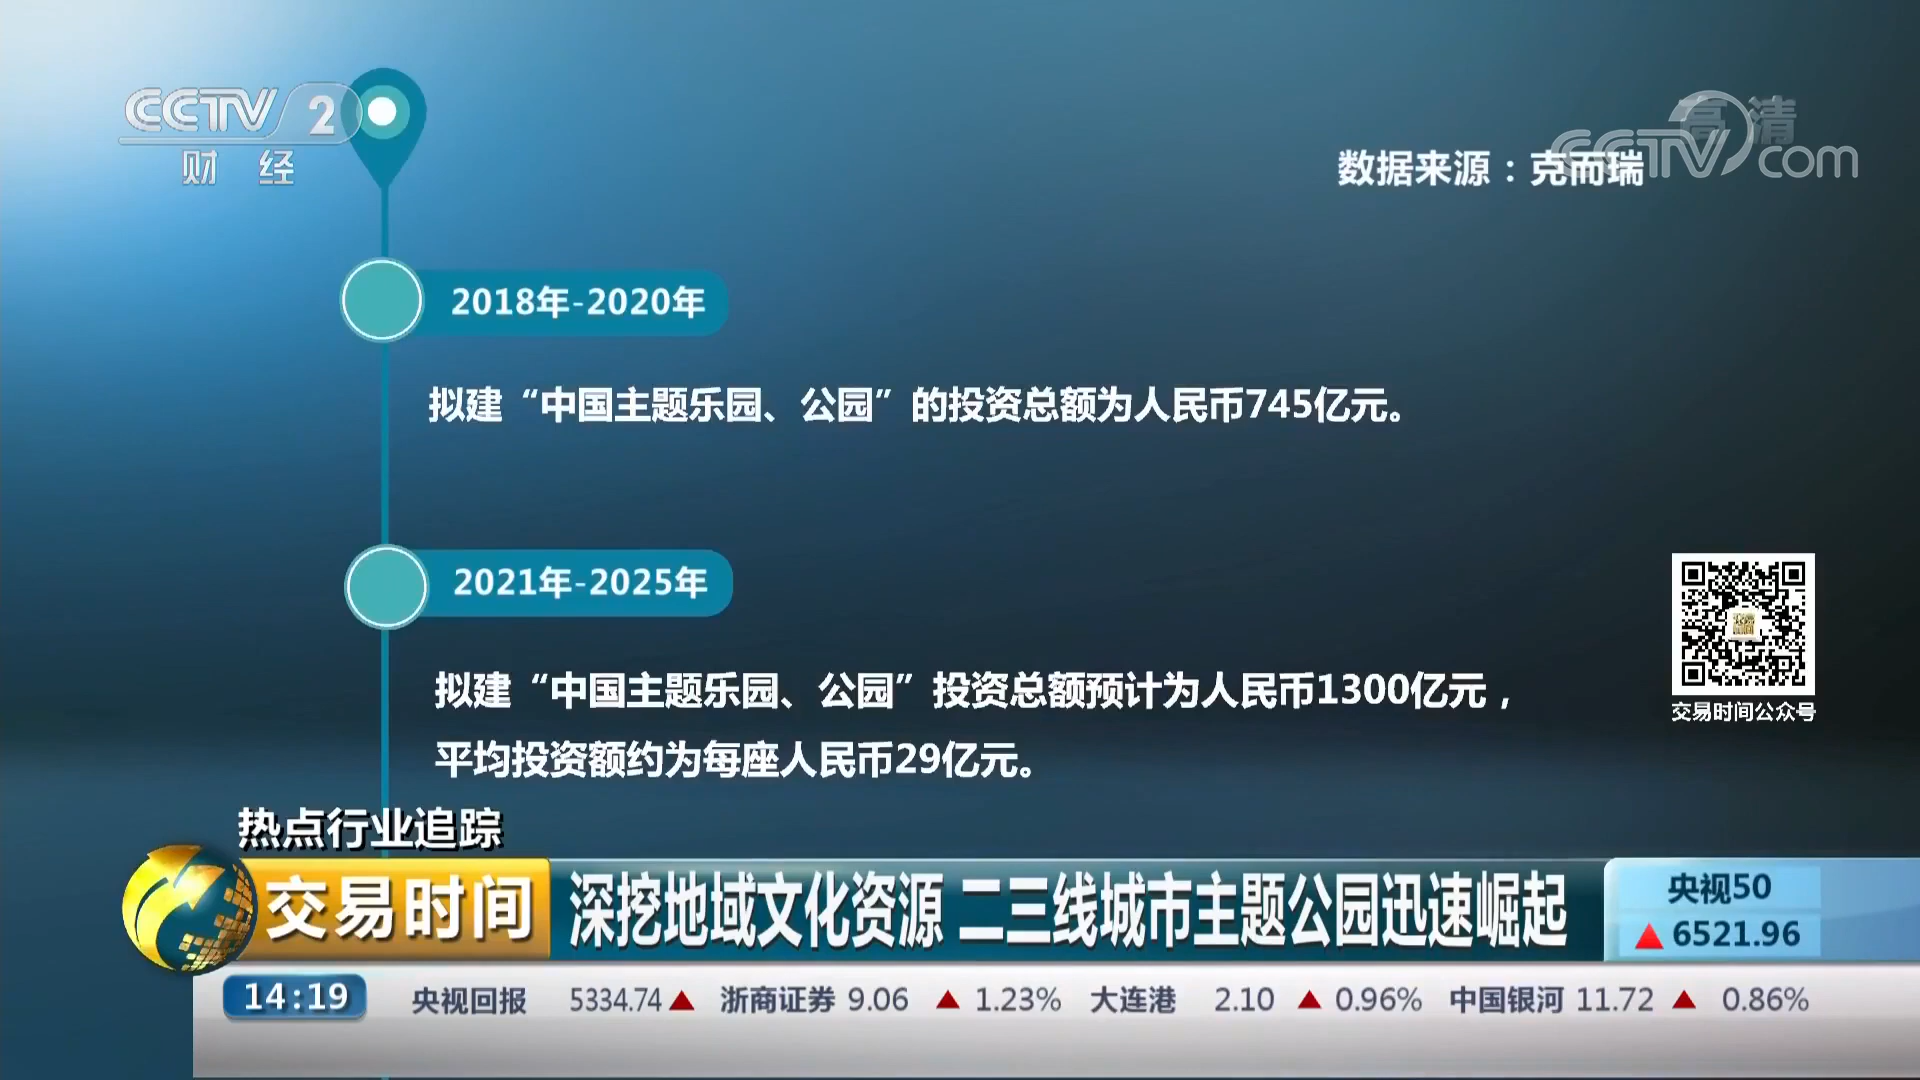 CCTV 2
财 经
高清
CCTV com
数据来源：克而瑞
2018年-2020年
拟建“中国主题乐园、公园”的投资总额为人民币745亿元。
2021年-2025年
拟建“中国主题乐园、公园”投资总额预计为人民币1300亿元，
平均投资额约为每座人民币29亿元。
交易时间公众号
热点行业追踪
交易时间
深挖地域文化资源 二三线城市主题公园迅速崛起
央视50
▲ 6521.96
14:19 央视回报 5334.74▲ 浙商证券 9.06 ▲ 1.23% 大连港 2.10 ▲ 0.96% 中国银河 11.72 ▲ 0.86%